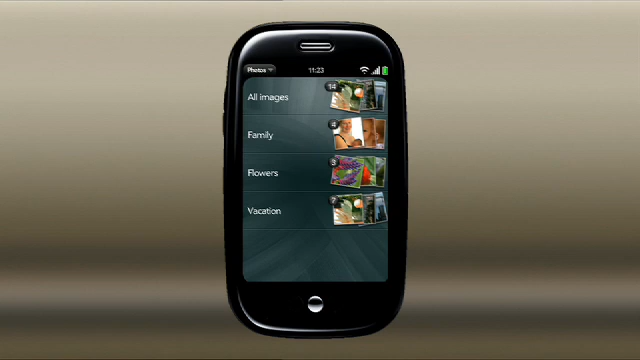 Photos 11:23
All images 14
Family 4
Flowers 3
Vacation 7